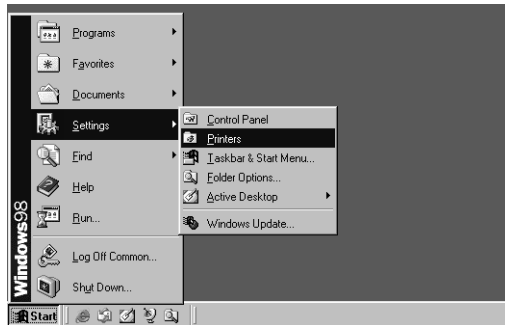 Programs
Favorites
Documents
Settings
Find
Help
Run...
Log Off Common...
Shut Down...
Control Panel
Printers
Taskbar & Start Menu...
Folder Options...
Active Desktop
Windows Update...
Windows98
Start